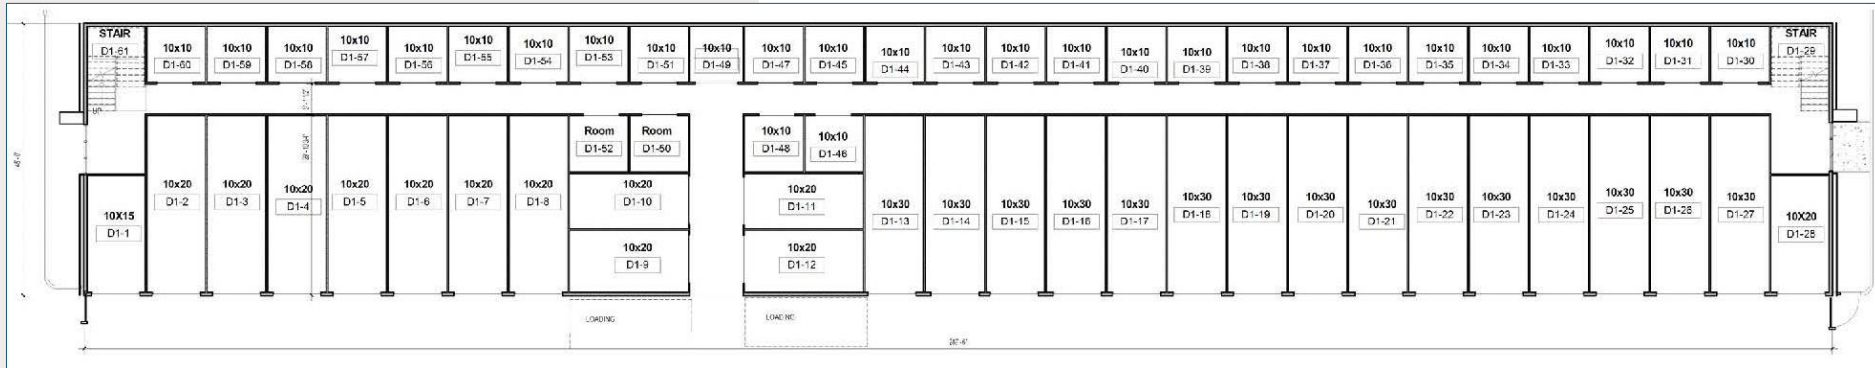 STAIR
D1-61
10x10
D1-60
10x10
D1-59
10x10
D1-58
10x10
D1-57
10x10
D1-56
10x10
D1-55
10x10
D1-54
10x10
D1-53
10x10
D1-51
10x10
D1-49
10x10
D1-47
10x10
D1-45
10x10
D1-44
10x10
D1-43
10x10
D1-42
10x10
D1-41
10x10
D1-40
10x10
D1-39
10x10
D1-38
10x10
D1-37
10x10
D1-36
10x10
D1-35
10x10
D1-34
10x10
D1-33
10x10
D1-32
10x10
D1-31
10x10
D1-30
STAIR
D1-29
UP
Room
D1-52
Room
D1-50
10x10
D1-48
10x10
D1-46
10X15
D1-1
10x20
D1-2
10x20
D1-3
10x20
D1-4
10x20
D1-5
10x20
D1-6
10x20
D1-7
10x20
D1-8
10x20
D1-10
10x20
D1-9
10x20
D1-11
10x20
D1-12
10x30
D1-13
10x30
D1-14
10x30
D1-15
10x30
D1-16
10x30
D1-17
10x30
D1-18
10x30
D1-19
10x30
D1-20
10x30
D1-21
10x30
D1-22
10x30
D1-23
10x30
D1-24
10x30
D1-25
10x30
D1-26
10x30
D1-27
10X20
D1-28
LOADING
LOADING